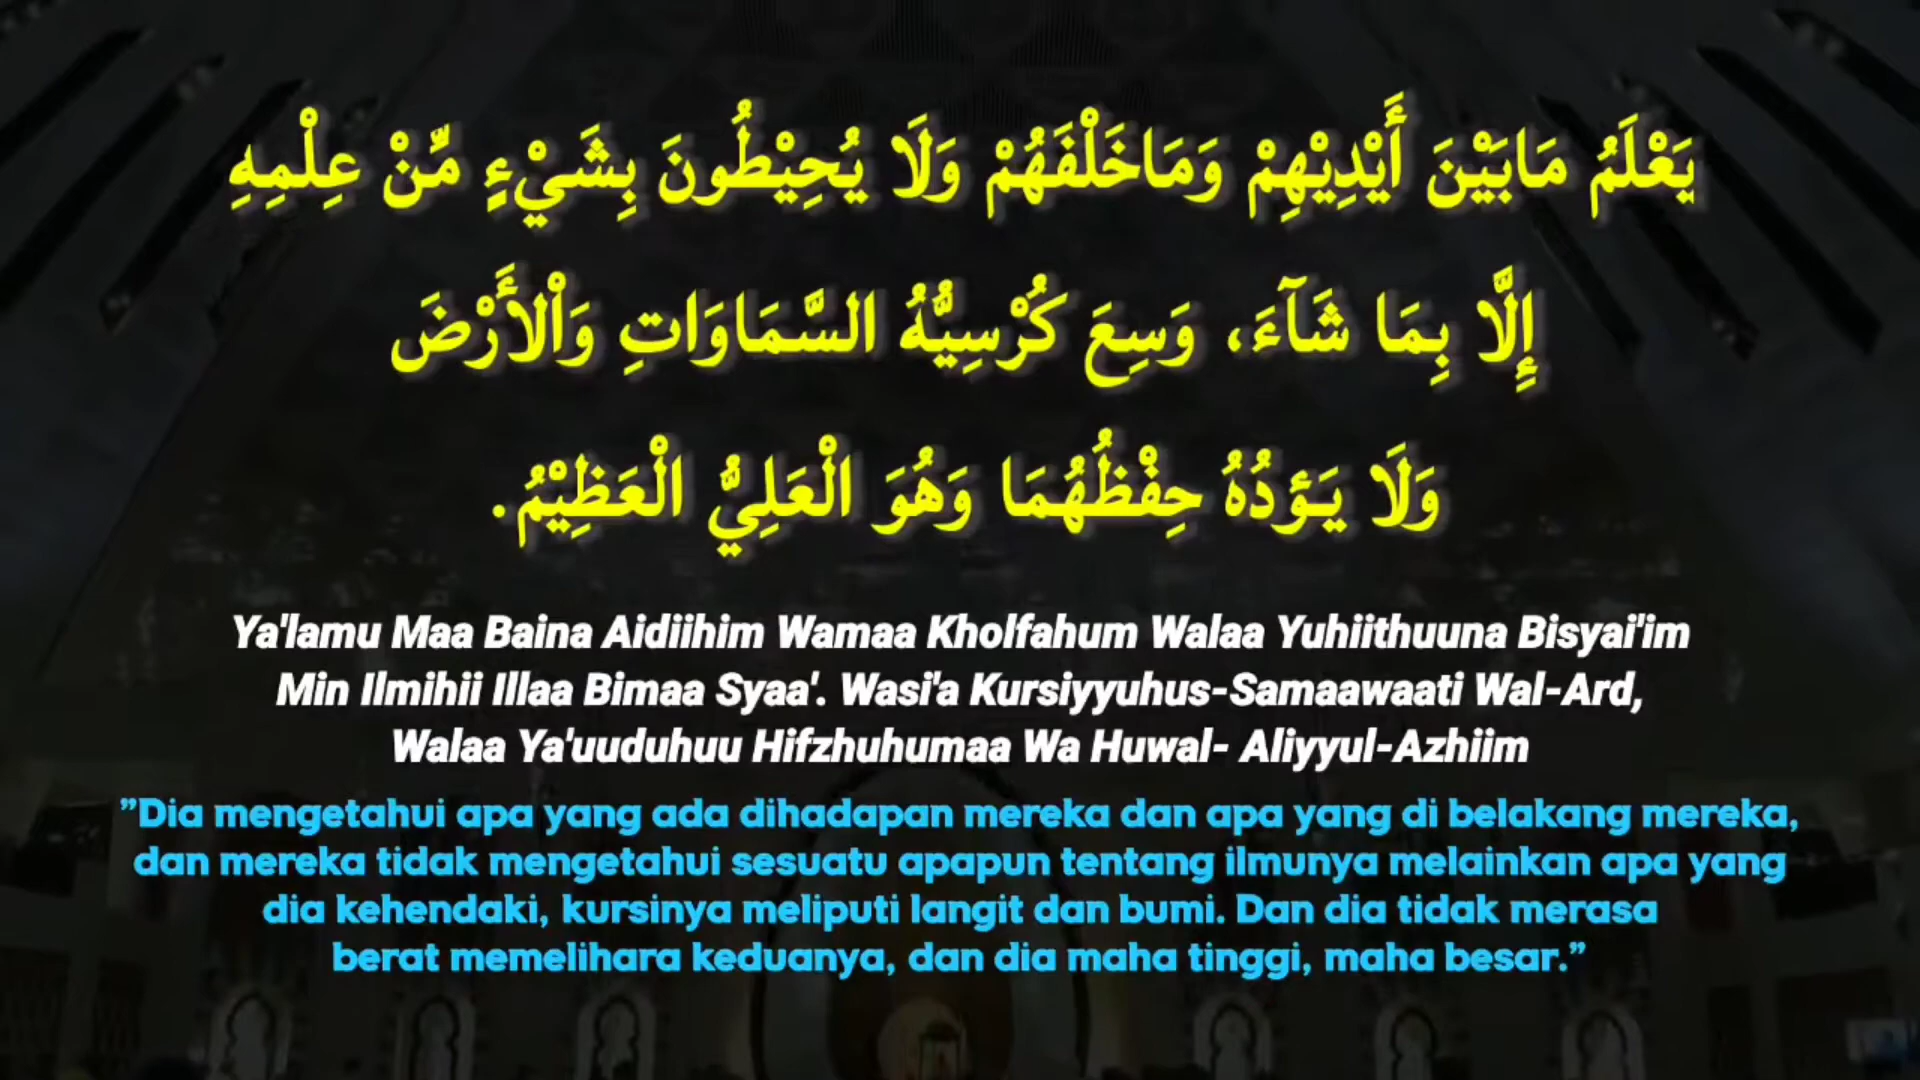 يَعْلَمُ مَابَيْنَ أَيْدِيْهِمْ وَمَاخَلْفَهُمْ وَلَا يُحِيْطُونَ بِشَيْءٍ مِّنْ عِلْمِهِ
إِلَّا بِمَا شَآءَ، وَسِعَ كُرْسِيُّهُ السَّمَاوَاتِ وَاْلأَرْضَ
وَلَا يَـؤدُهُ حِفْظُهُمَا وَهُوَ الْعَلِيُّ الْعَظِيْمُ.
Ya'lamu Maa Baina Aidiihim Wamaa Kholfahum Walaa Yuhiithuuna Bisyai'im
Min Ilmihii Illaa Bimaa Syaa'. Wasi'a Kursiyyuhus-Samaawaati Wal-Ard,
Walaa Ya'uuduhuu Hifzhuhumaa Wa Huwal- Aliyyul-Azhiim
"Dia mengetahui apa yang ada dihadapan mereka dan apa yang di belakang mereka,
dan mereka tidak mengetahui sesuatu apapun tentang ilmunya melainkan apa yang
dia kehendaki, kursinya meliputi langit dan bumi. Dan dia tidak merasa
berat memelihara keduanya, dan dia maha tinggi, maha besar."